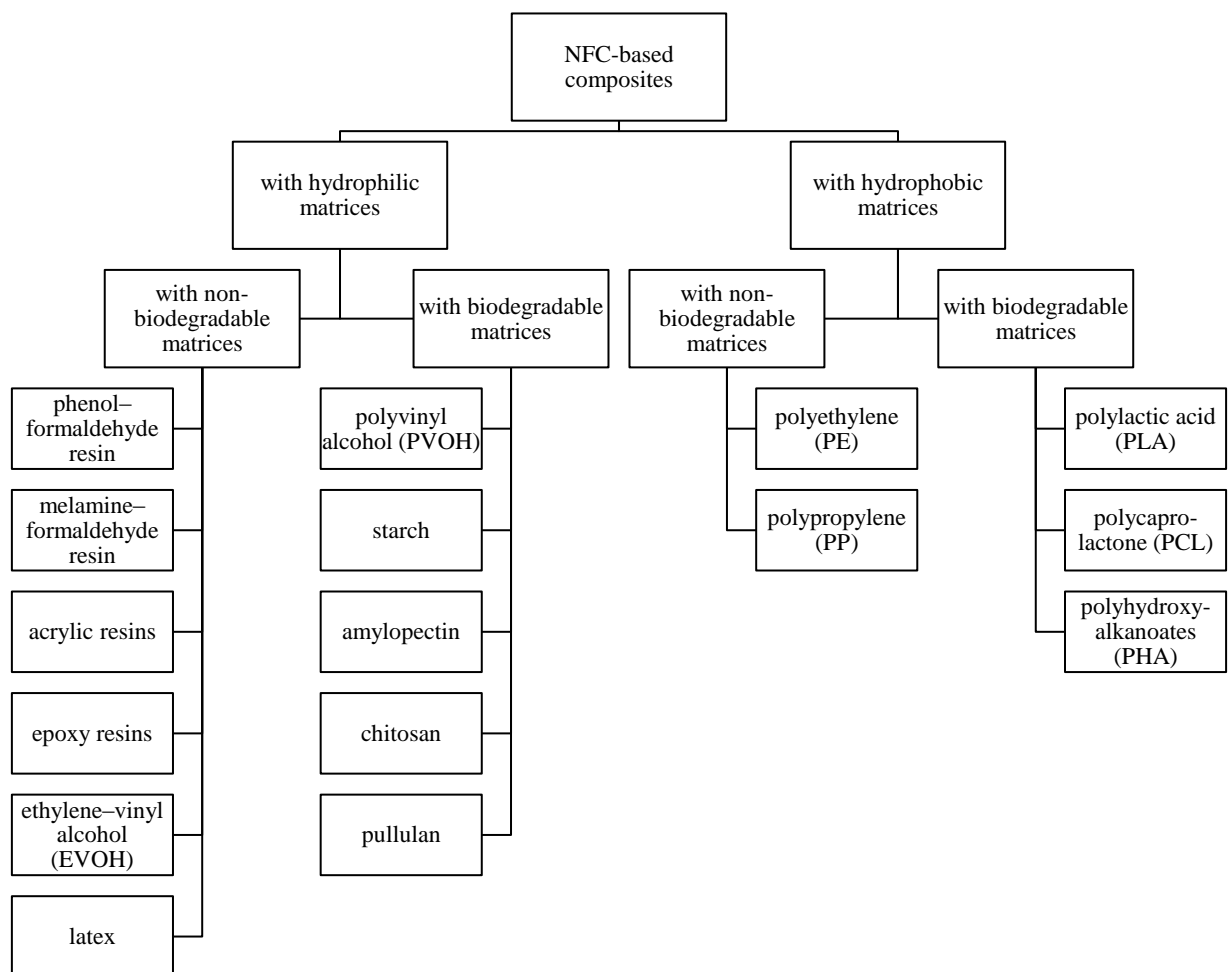 NFC-based
composites
with hydrophilic
matrices
with hydrophobic
matrices
with non-
biodegradable
matrices
with biodegradable
matrices
with non-
biodegradable
matrices
with biodegradable
matrices
phenol–
formaldehyde
resin
melamine–
formaldehyde
resin
acrylic resins
epoxy resins
ethylene–vinyl
alcohol
(EVOH)
latex
polyvinyl
alcohol (PVOH)
starch
amylopectin
chitosan
pullulan
polyethylene
(PE)
polypropylene
(PP)
polylactic acid
(PLA)
polycapro-
lactone (PCL)
polyhydroxy-
alkanoates
(PHA)